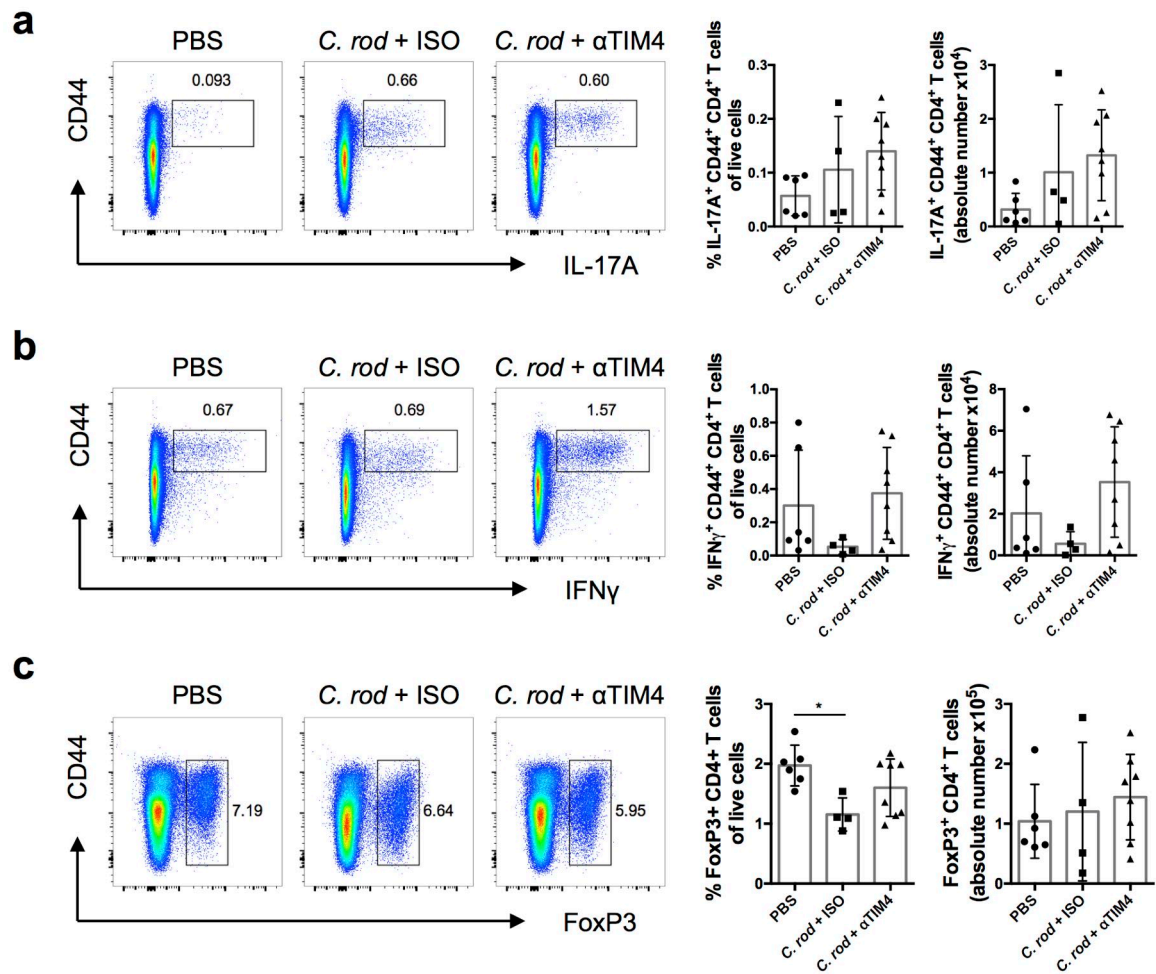 a
PBS
C. rod + ISO
C. rod + αTIM4
CD44
0.093
0.66
0.60
IL-17A
% IL-17A⁺ CD44⁺ CD4⁺ T cells
of live cells
0.3
0.2
0.1
0.0
PBS
C. rod + ISO
C. rod + αTIM4
IL-17A⁺ CD44⁺ CD4⁺ T cells
(absolute number x10⁴)
3
2
1
0
PBS
C. rod + ISO
C. rod + αTIM4
b
PBS
C. rod + ISO
C. rod + αTIM4
CD44
0.67
0.69
1.57
IFNγ
% IFNγ⁺ CD44⁺ CD4⁺ T cells
of live cells
1.0
0.8
0.6
0.4
0.2
0.0
PBS
C. rod + ISO
C. rod + αTIM4
IFNγ⁺ CD44⁺ CD4⁺ T cells
(absolute number x10⁴)
8
6
4
2
0
PBS
C. rod + ISO
C. rod + αTIM4
c
PBS
C. rod + ISO
C. rod + αTIM4
CD44
7.19
6.64
5.95
FoxP3
% FoxP3+ CD4+ T cells
of live cells
3
2
1
0
*
PBS
C. rod + ISO
C. rod + αTIM4
FoxP3⁺ CD4⁺ T cells
(absolute number x10⁵)
3
2
1
0
PBS
C. rod + ISO
C. rod + αTIM4